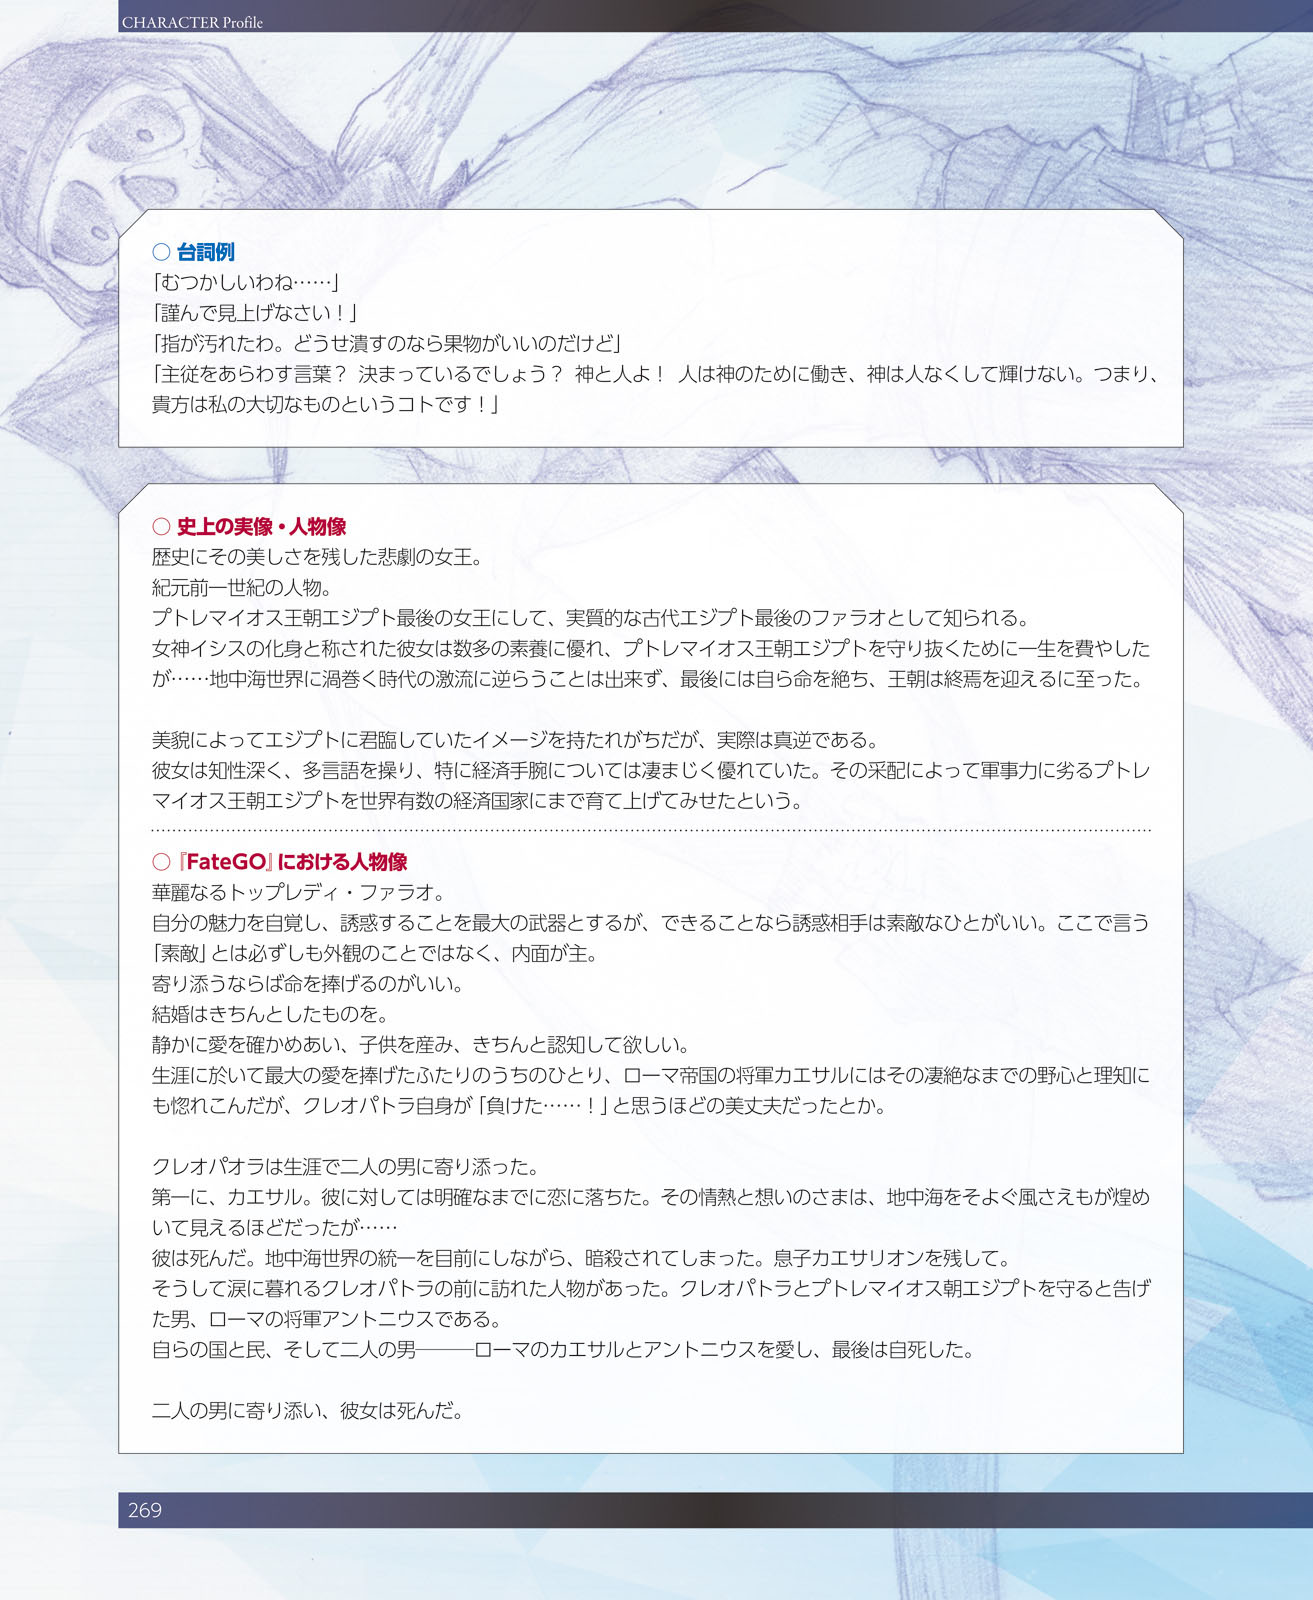 CHARACTER Profile
○ 台詞例
「むつかしいわね……」
「謹んで見上げなさい！」
「指が汚れたわ。どうせ潰すのなら果物がいいのだけど」
「主従をあらわす言葉？ 決まっているでしょう？ 神と人よ！ 人は神のために働き、神は人なくして輝けない。つまり、
貴方は私の大切なものというコトです！」
○ 史上の実像・人物像
歴史にその美しさを残した悲劇の女王。
紀元前一世紀の人物。
プトレマイオス王朝エジプト最後の女王にして、実質的な古代エジプト最後のファラオとして知られる。
女神イシスの化身と称された彼女は数多の素養に優れ、プトレマイオス王朝エジプトを守り抜くために一生を費やした
が……地中海世界に渦巻く時代の激流に逆らうことは出来ず、最後には自ら命を絶ち、王朝は終焉を迎えるに至った。
美貌によってエジプトに君臨していたイメージを持たれがちだが、実際は真逆である。
彼女は知性深く、多言語を操り、特に経済手腕については凄まじく優れていた。その采配によって軍事力に劣るプトレ
マイオス王朝エジプトを世界有数の経済国家にまで育て上げてみせたという。
○『FateGO』における人物像
華麗なるトップレディ・ファラオ。
自分の魅力を自覚し、誘惑することを最大の武器とするが、できることなら誘惑相手は素敵なひとがいい。ここで言う
「素敵」とは必ずしも外観のことではなく、内面が主。
寄り添うならば命を捧げるのがいい。
結婚はきちんとしたものを。
静かに愛を確かめあい、子供を産み、きちんと認知して欲しい。
生涯に於いて最大の愛を捧げたふたりのうちのひとり、ローマ帝国の将軍カエサルにはその凄絶なまでの野心と理知に
も惚れこんだが、クレオパトラ自身が「負けた……！」と思うほどの美丈夫だったとか。
クレオパオラは生涯で二人の男に寄り添った。
第一に、カエサル。彼に対しては明確なまでに恋に落ちた。その情熱と想いのさまは、地中海をそよぐ風さえもが煌め
いて見えるほどだったが……
彼は死んだ。地中海世界の統一を目前にしながら、暗殺されてしまった。息子カエサリオンを残して。
そうして涙に暮れるクレオパトラの前に訪れた人物があった。クレオパトラとプトレマイオス朝エジプトを守ると告げ
た男、ローマの将軍アントニウスである。
自らの国と民、そして二人の男―――ローマのカエサルとアントニウスを愛し、最後は自死した。
二人の男に寄り添い、彼女は死んだ。
269